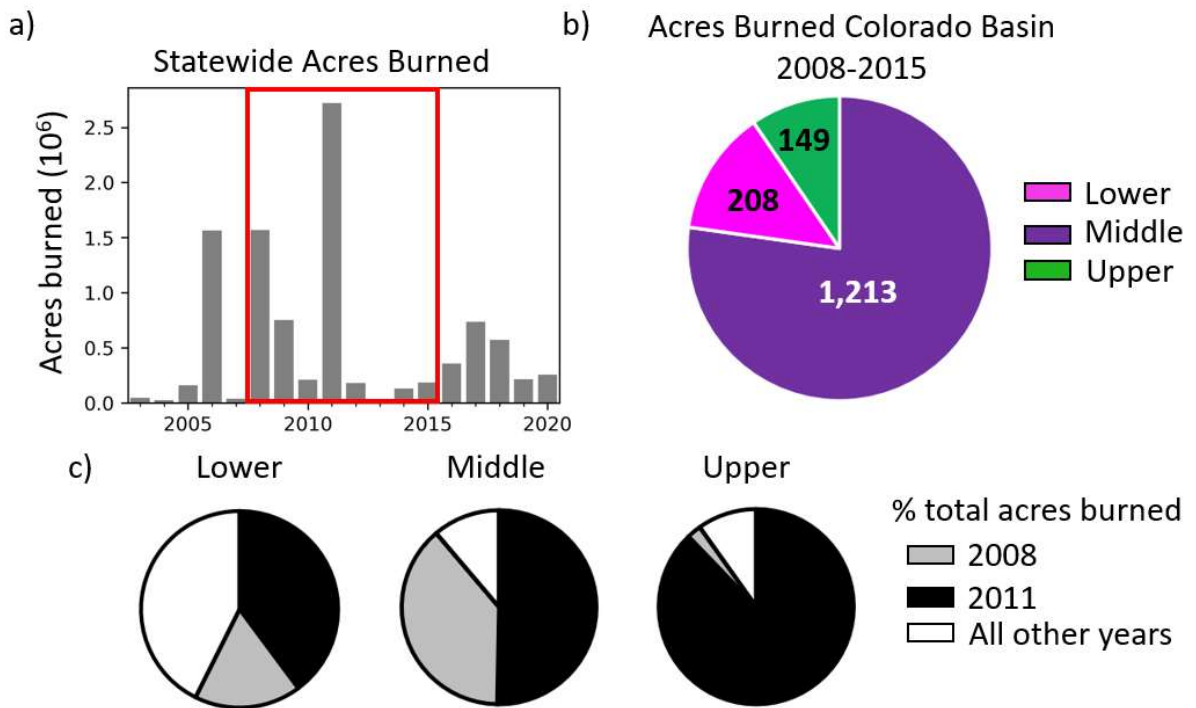 a)
Statewide Acres Burned
Acres burned (10⁶)
2.5
2.0
1.5
1.0
0.5
0.0
2005
2010
2015
2020
b)
Acres Burned Colorado Basin
2008-2015
149
208
1,213
Lower
Middle
Upper
c)
Lower
Middle
Upper
% total acres burned
2008
2011
All other years